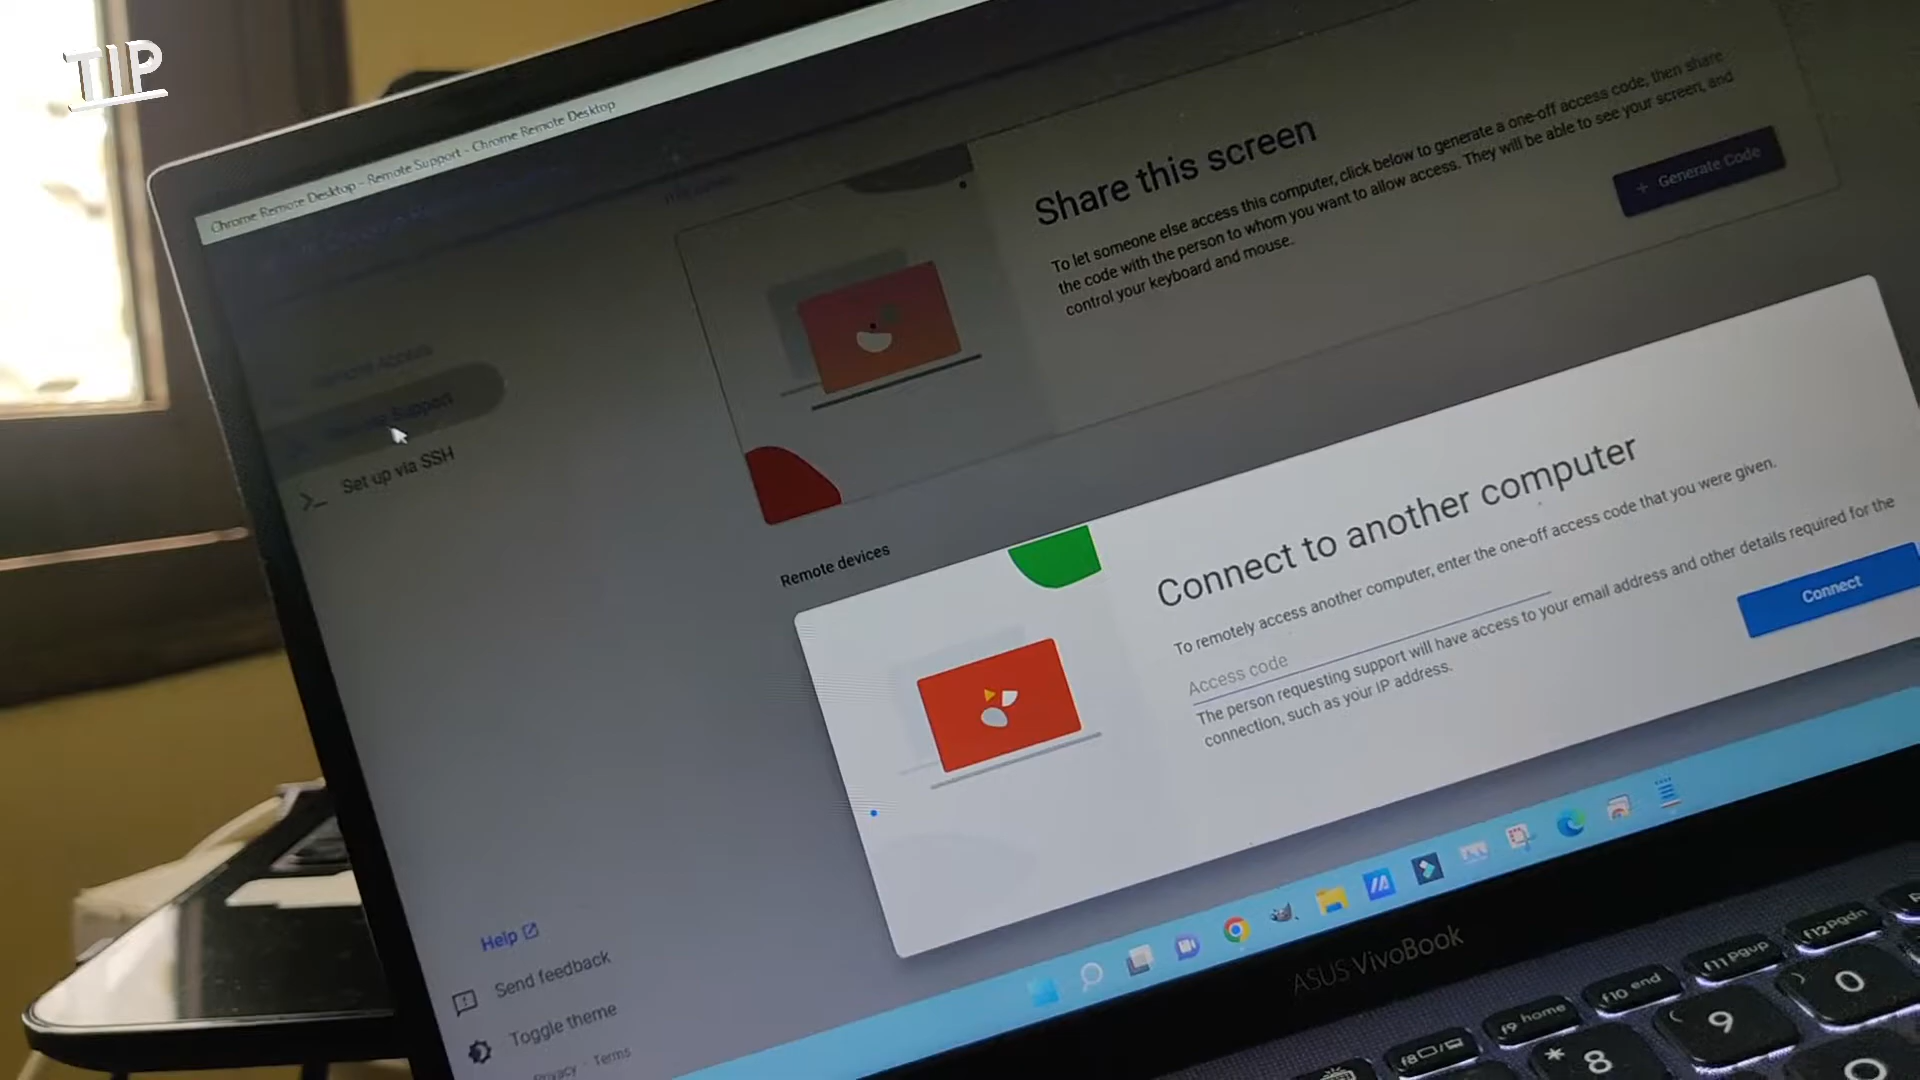 TIP
Chrome Remote Desktop - Remote Support - Chrome Remote Desktop
Remote Access
Remote Support
Set up via SSH
Share this screen
To let someone else access this computer, click below to generate a one-off access code, then share
the code with the person to whom you want to allow access. They will be able to see your screen, and
control your keyboard and mouse.
+ Generate Code
Remote devices
Connect to another computer
To remotely access another computer, enter the one-off access code that you were given.
Access code
The person requesting support will have access to your email address and other details required for the
connection, such as your IP address.
Connect
Help
Send feedback
Toggle theme
Privacy · Terms
ASUS VivoBook
f8
f9 home
f10 end
f11 pgup
f12 pgdn
* 8
( 9
) 0
O